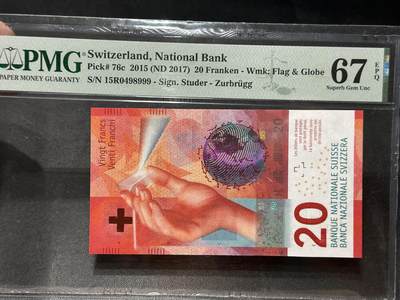 PMG
PAPER MONEY GUARANTY
Switzerland, National Bank
Pick# 76c 2015 (ND 2017) 20 Franken - Wmk: Flag & Globe
S/N 15R0498999 - Sign. Studer - Zurbrügg
67 EPQ
Superb Gem Unc
Vingt Francs
Venti Franchi
20
20
BANQUE NATIONALE SUISSE
BANCA NAZIONALE SVIZZERA